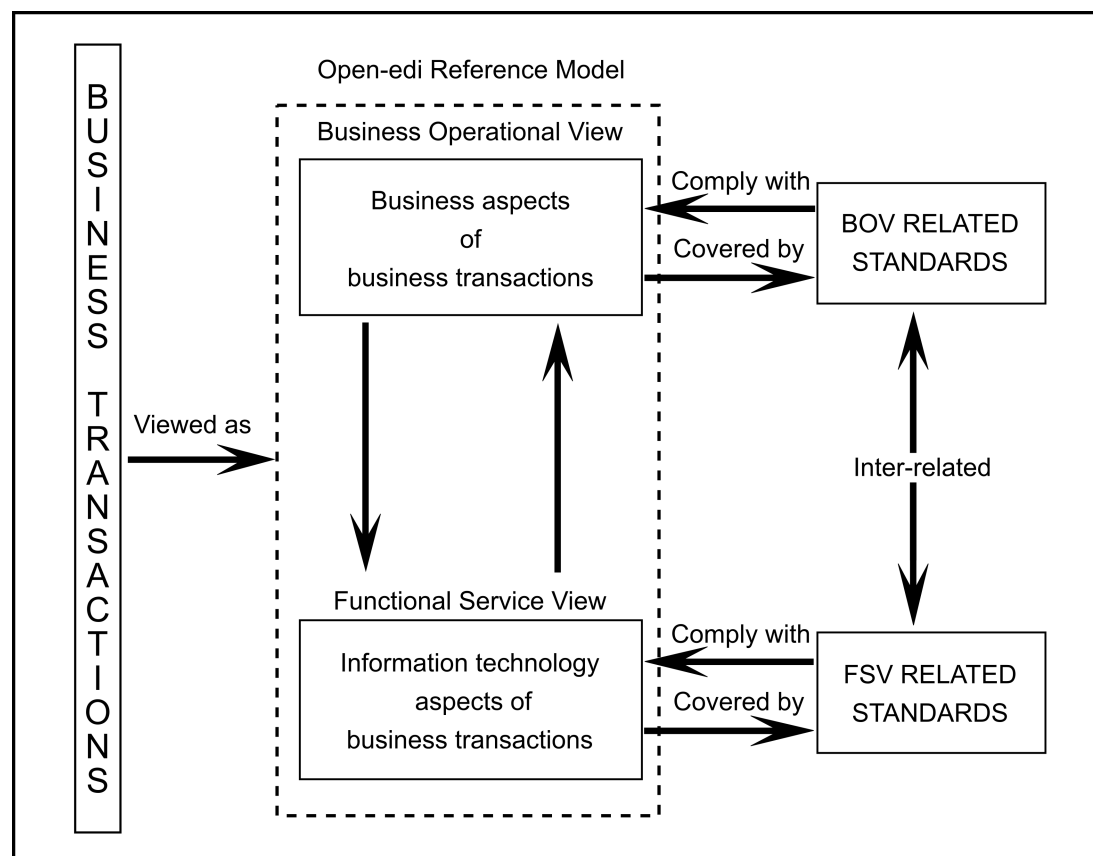 BUSINESS TRANSACTIONS
Open-edi Reference Model
Business Operational View
Business aspects
of
business transactions
Comply with
Covered by
BOV RELATED
STANDARDS
Viewed as
Inter-related
Functional Service View
Information technology
aspects of
business transactions
Comply with
Covered by
FSV RELATED
STANDARDS